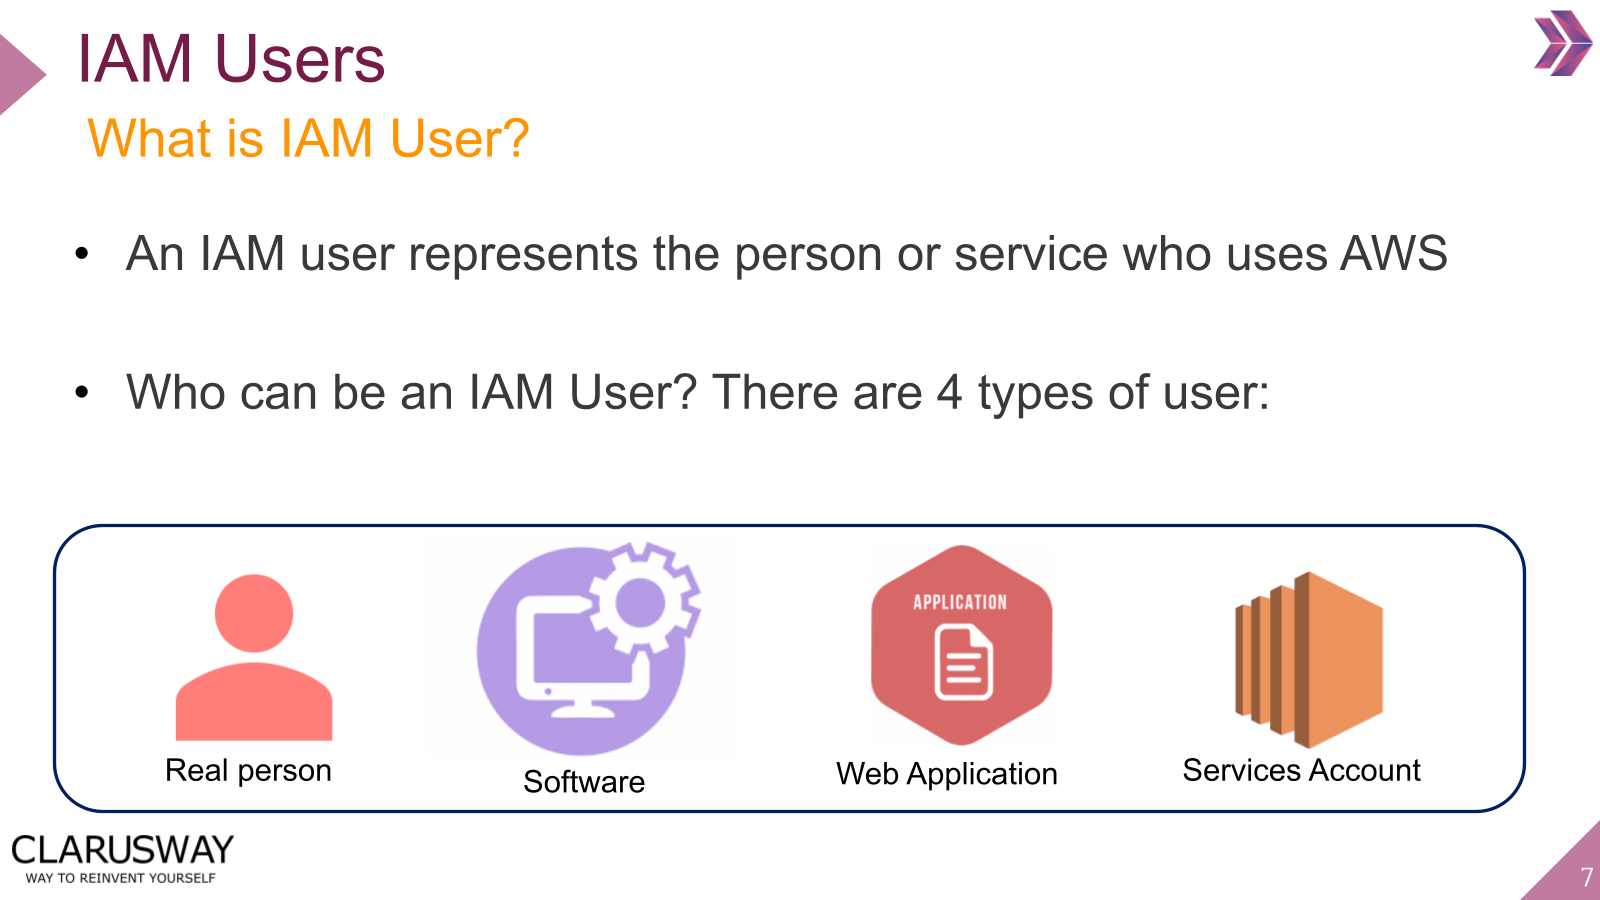 IAM Users
What is IAM User?
• An IAM user represents the person or service who uses AWS
• Who can be an IAM User? There are 4 types of user:
APPLICATION
Real person
Software
Web Application
Services Account
CLARUSWAY
WAY TO REINVENT YOURSELF
7